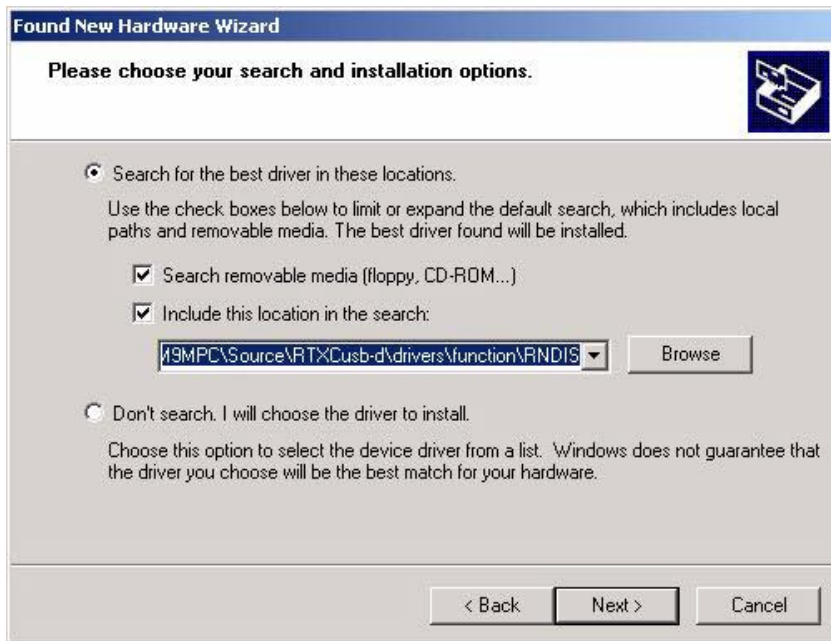 Found New Hardware Wizard
Please choose your search and installation options.
Search for the best driver in these locations.
Use the check boxes below to limit or expand the default search, which includes local
paths and removable media. The best driver found will be installed.
Search removable media (floppy, CD-ROM...)
Include this location in the search:
49MPC\Source\RTXCusb-d\drivers\function\RNDIS
Browse
Don't search. I will choose the driver to install.
Choose this option to select the device driver from a list. Windows does not guarantee that
the driver you choose will be the best match for your hardware.
< Back
Next >
Cancel